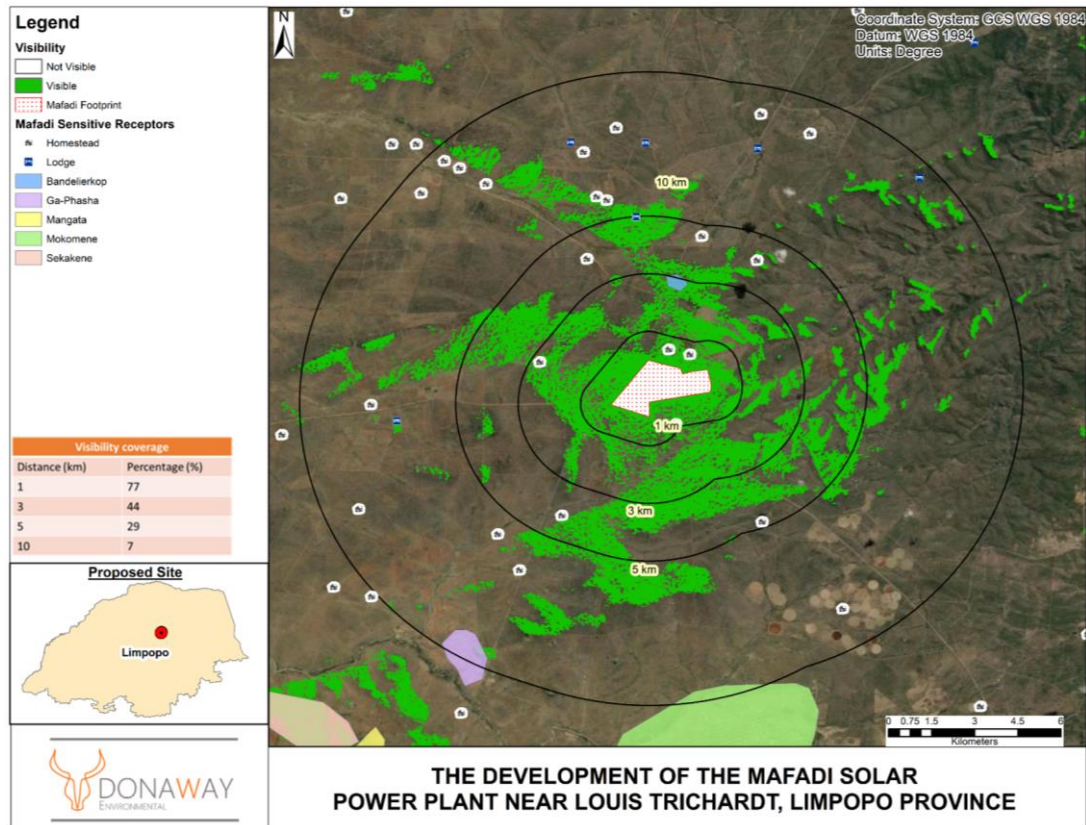 Legend
Visibility
Not Visible
Visible
Mafadi Footprint
Mafadi Sensitive Receptors
Homestead
Lodge
Bandelierkop
Ga-Phasha
Mangata
Mokomene
Sekakene
Visibility coverage
Distance (km) Percentage (%)
1 77
3 44
5 29
10 7
Proposed Site
Limpopo
DONAWAY
ENVIRONMENTAL
N
Coordinate System: GCS WGS 1984
Datum: WGS 1984
Units: Degree
10 km
1 km
3 km
5 km
0 0.75 1.5 3 4.5 6
Kilometers
THE DEVELOPMENT OF THE MAFADI SOLAR
POWER PLANT NEAR LOUIS TRICHARDT, LIMPOPO PROVINCE